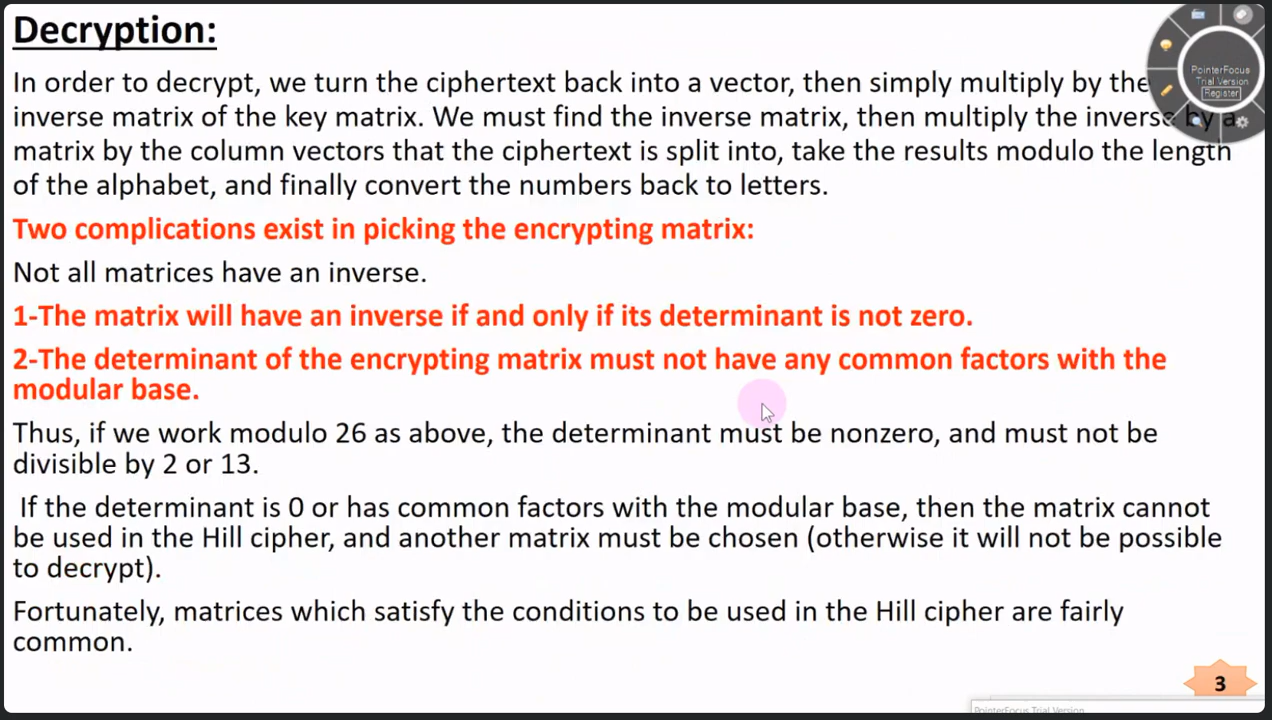 Decryption:
In order to decrypt, we turn the ciphertext back into a vector, then simply multiply by the
inverse matrix of the key matrix. We must find the inverse matrix, then multiply the inverse by a
matrix by the column vectors that the ciphertext is split into, take the results modulo the length
of the alphabet, and finally convert the numbers back to letters.
Two complications exist in picking the encrypting matrix:
Not all matrices have an inverse.
1-The matrix will have an inverse if and only if its determinant is not zero.
2-The determinant of the encrypting matrix must not have any common factors with the
modular base.
Thus, if we work modulo 26 as above, the determinant must be nonzero, and must not be
divisible by 2 or 13.
If the determinant is 0 or has common factors with the modular base, then the matrix cannot
be used in the Hill cipher, and another matrix must be chosen (otherwise it will not be possible
to decrypt).
Fortunately, matrices which satisfy the conditions to be used in the Hill cipher are fairly
common.
PointerFocus
Trial Version
Register
3
PointerFocus Trial Version